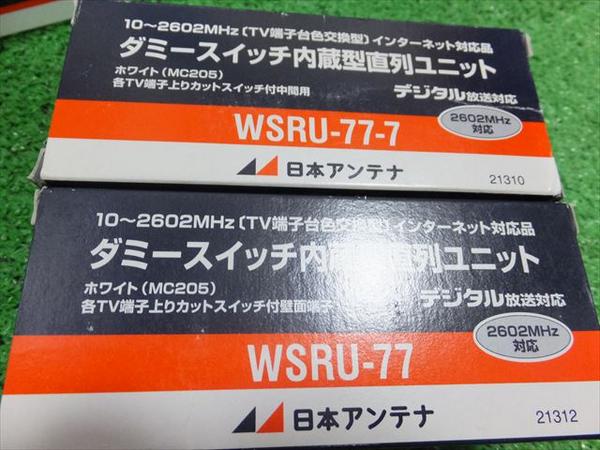 10~2602MHz〔TV端子台色交換型〕インターネット対応品
ダミースイッチ内蔵型直列ユニット
ホワイト(MC205)
各TV端子上りカットスイッチ付中間用
デジタル放送対応
2602MHz
対応
WSRU-77-7
日本アンテナ
21310
10~2602MHz〔TV端子台色交換型〕インターネット対応品
ダミースイッチ内蔵型直列ユニット
ホワイト(MC205)
各TV端子上りカットスイッチ付壁面端子
デジタル放送対応
2602MHz
対応
WSRU-77
日本アンテナ
21312